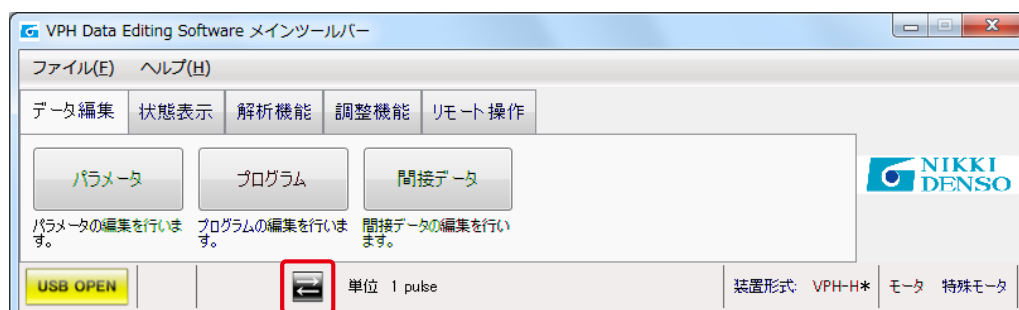 VPH Data Editing Software メインツールバー
ファイル(F) ヘルプ(H)
データ編集 状態表示 解析機能 調整機能 リモート操作
パラメータ プログラム 間接データ
NIKKI
DENSO
パラメータの編集を行いま プログラムの編集を行いま 間接データの編集を行い
す。 す。 ます。
USB OPEN 単位 1 pulse 装置形式: VPH-H* モータ 特殊モータ